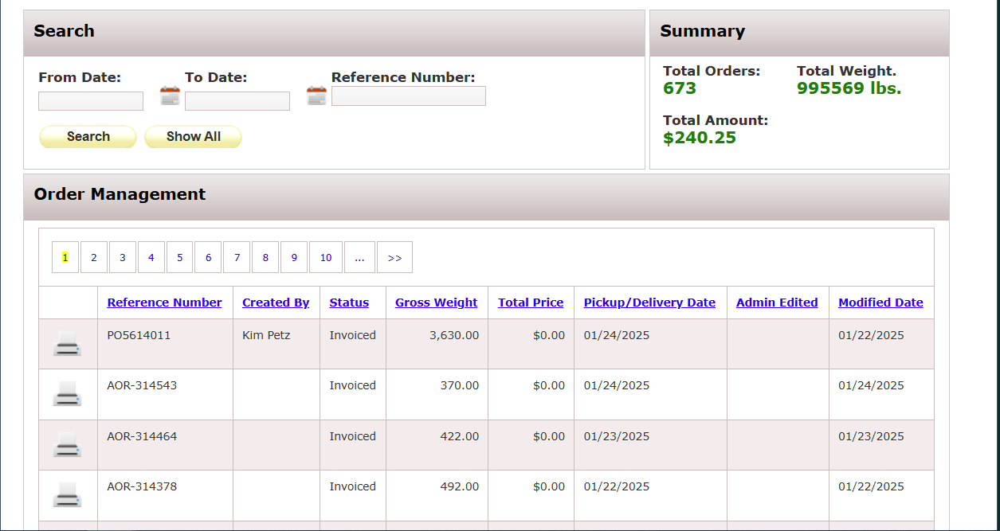 Search
Summary
From Date:
To Date:
Reference Number:
Total Orders:
Total Weight.
673
995569 lbs.
Search
Show All
Total Amount:
$240.25
Order Management
1 2 3 4 5 6 7 8 9 10 ... >>
Reference Number Created By Status Gross Weight Total Price Pickup/Delivery Date Admin Edited Modified Date
PO5614011 Kim Petz Invoiced 3,630.00 $0.00 01/24/2025 01/22/2025
AOR-314543 Invoiced 370.00 $0.00 01/24/2025 01/24/2025
AOR-314464 Invoiced 422.00 $0.00 01/23/2025 01/23/2025
AOR-314378 Invoiced 492.00 $0.00 01/22/2025 01/22/2025